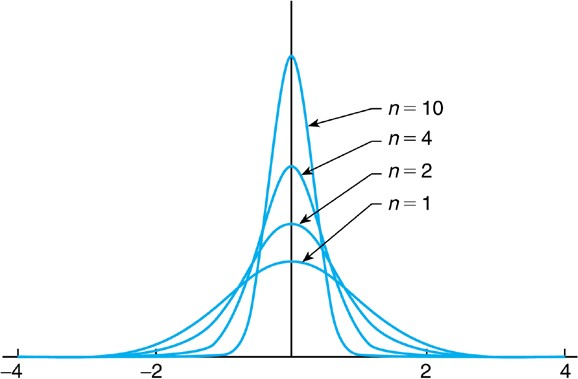 n = 10
n = 4
n = 2
n = 1
–4 –2 2 4